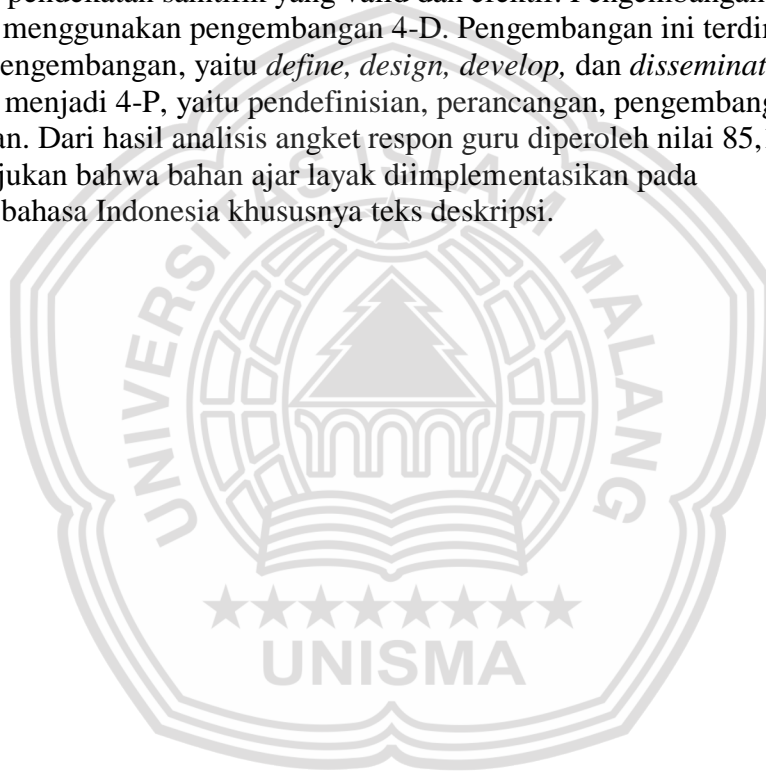 pendekatan saintifik yang valid dan efektif. Pengembangan
menggunakan pengembangan 4-D. Pengembangan ini terdir
engembangan, yaitu define, design, develop, dan disseminat
menjadi 4-P, yaitu pendefinisian, perancangan, pengembang
an. Dari hasil analisis angket respon guru diperoleh nilai 85,1
jukan bahwa bahan ajar layak diimplementasikan pada
bahasa Indonesia khususnya teks deskripsi.
UNIVERSITAS ISLAM MALANG
UNISMA